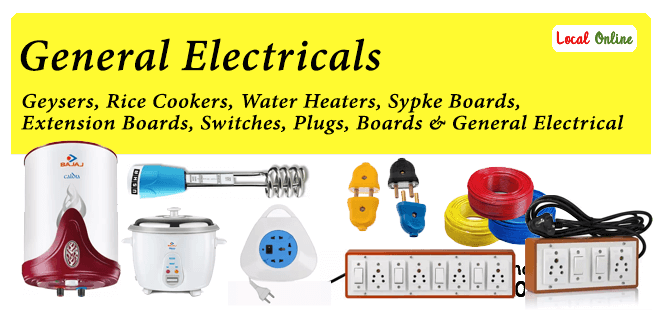 Local Online
General Electricals
Geysers, Rice Cookers, Water Heaters, Sypke Boards,
Extension Boards, Switches, Plugs, Boards & General Electrical
BAJAJ
USHA